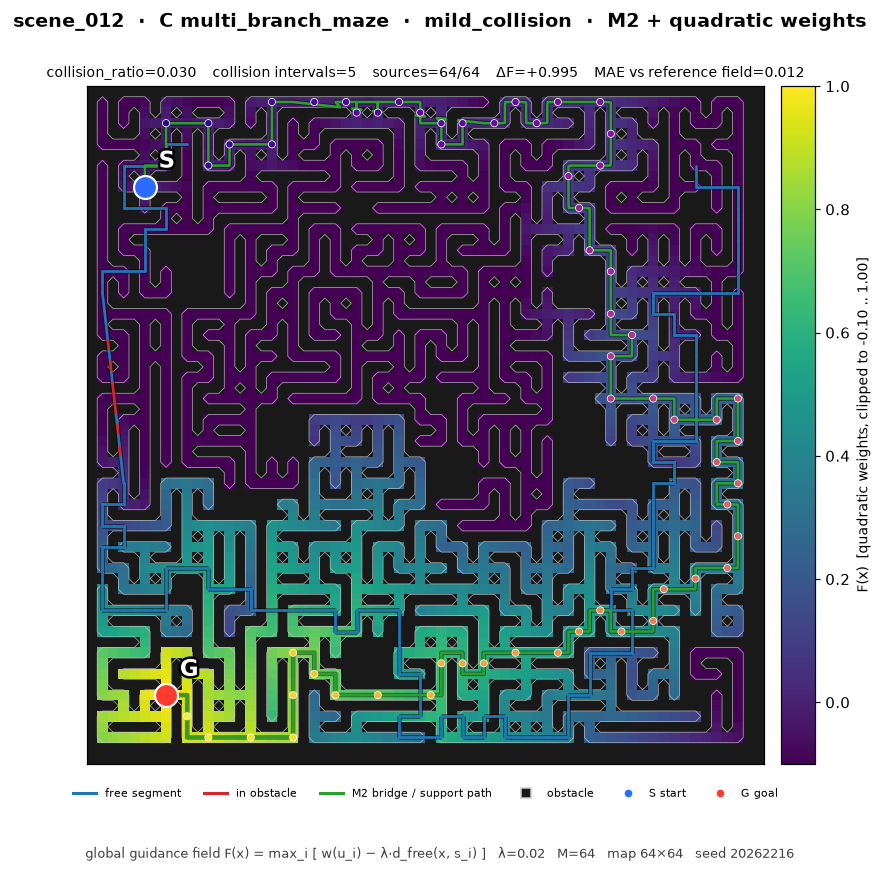 scene_012 · C multi_branch_maze · mild_collision · M2 + quadratic weights
collision_ratio=0.030 collision intervals=5 sources=64/64 ΔF=+0.995 MAE vs reference field=0.012
S
G
1.0
0.8
0.6
0.4
0.2
0.0
F(x) [quadratic weights, clipped to -0.10 .. 1.00]
free segment in obstacle M2 bridge / support path obstacle S start G goal
global guidance field F(x) = max_i [ w(u_i) − λ·d_free(x, s_i) ] λ=0.02 M=64 map 64×64 seed 20262216